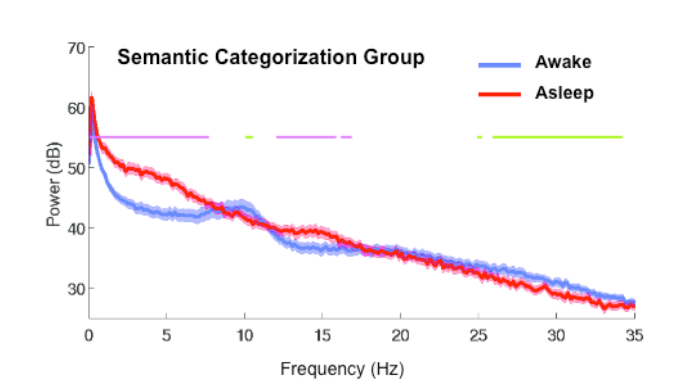 70
Semantic Categorization Group
Awake
Asleep
60
50
40
30
Power (dB)
0 5 10 15 20 25 30 35
Frequency (Hz)